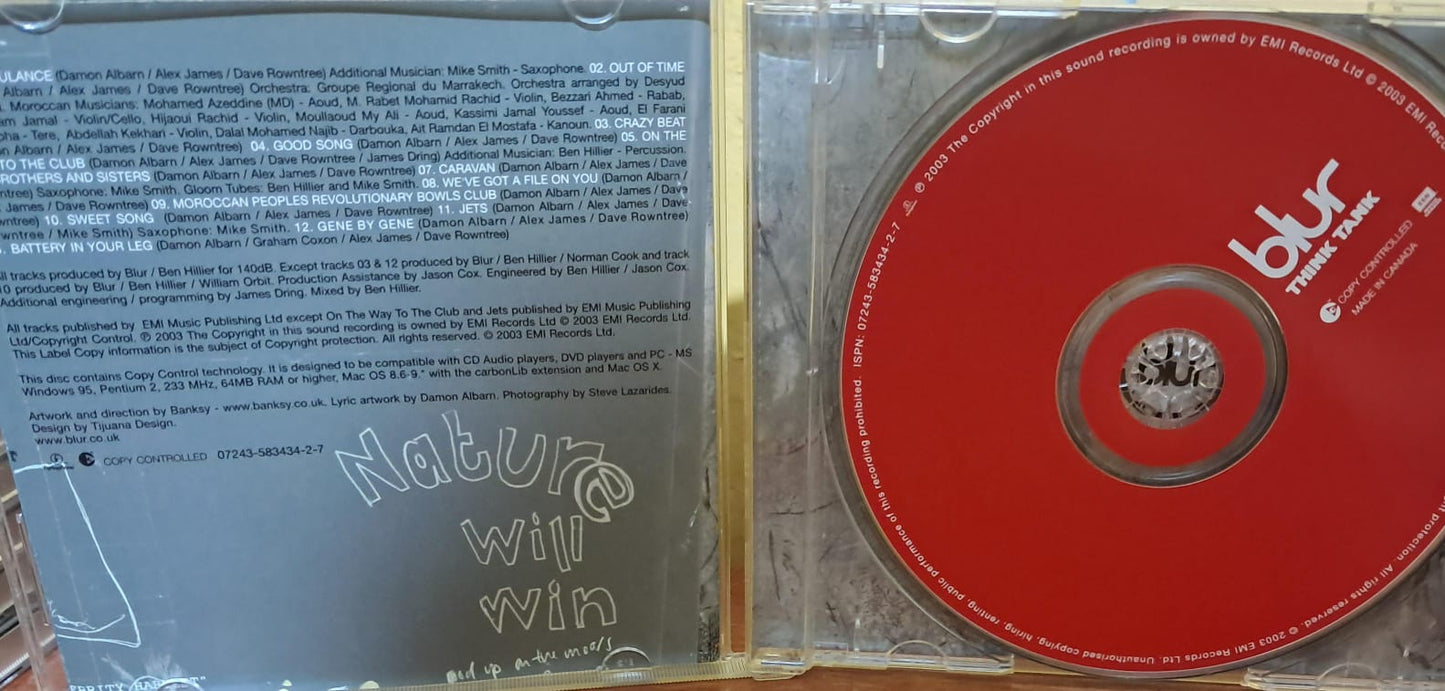 ULANCE (Damon Albarn / Alex James / Dave Rowntree) Additional Musician: Mike Smith - Saxophone. 02. OUT OF TIME
Albarn / Alex James / Dave Rowntree) Orchestra: Groupe Regional du Marrakech. Orchestra arranged by Desyud
Moroccan Musicians: Mohamed Azeddine (MD) - Aoud, M. Rabet Mohamid Rachid - Violin, Bezzari Ahmed - Rabab,
am Jamal - Violin/Cello, Hijaoui Rachid - Violin, Moullaoud My Ali - Aoud, Kassimi Jamal Youssef - Aoud, El Farani
pha - Tere, Abdellah Kekhari - Violin, Dalal Mohamed Najib - Darbouka, Ait Ramdan El Mostafa - Kanoun. 03. CRAZY BEAT
on Albarn / Alex James / Dave Rowntree) 04. GOOD SONG (Damon Albarn / Alex James / Dave Rowntree) 05. ON THE
TO THE CLUB (Damon Albarn / Alex James / Dave Rowntree / James Dring) Additional Musician: Ben Hillier - Percussion.
ROTHERS AND SISTERS (Damon Albarn / Alex James / Dave Rowntree) 07. CARAVAN (Damon Albarn / Alex James / Dave
ntree) Saxophone: Mike Smith. Gloom Tubes: Ben Hillier and Mike Smith. 08. WE'VE GOT A FILE ON YOU (Damon Albarn /
James / Dave Rowntree) 09. MOROCCAN PEOPLES REVOLUTIONARY BOWLS CLUB (Damon Albarn / Alex James / Dave
wntree) 10. SWEET SONG (Damon Albarn / Alex James / Dave Rowntree) 11. JETS (Damon Albarn / Alex James / Dave
wntree / Mike Smith) Saxophone: Mike Smith. 12. GENE BY GENE (Damon Albarn / Alex James / Dave Rowntree)
BATTERY IN YOUR LEG (Damon Albarn / Graham Coxon / Alex James / Dave Rowntree)
ll tracks produced by Blur / Ben Hillier for 140dB. Except tracks 03 & 12 produced by Blur / Ben Hillier / Norman Cook and track
10 produced by Blur / Ben Hillier / William Orbit. Production Assistance by Jason Cox. Engineered by Ben Hillier / Jason Cox.
Additional engineering / programming by James Dring. Mixed by Ben Hillier.
All tracks published by EMI Music Publishing Ltd except On The Way To The Club and Jets published by EMI Music Publishing
Ltd/Copyright Control. ℗ 2003 The Copyright in this sound recording is owned by EMI Records Ltd © 2003 EMI Records Ltd.
This Label Copy information is the subject of Copyright protection. All rights reserved. © 2003 EMI Records Ltd.
This disc contains Copy Control technology. It is designed to be compatible with CD Audio players, DVD players and PC - MS
Windows 95, Pentium 2, 233 MHz, 64MB RAM or higher, Mac OS 8.6-9.* with the carbonLib extension and Mac OS X.
Artwork and direction by Banksy - www.banksy.co.uk. Lyric artwork by Damon Albarn. Photography by Steve Lazarides.
Design by Tijuana Design.
www.blur.co.uk
COPY CONTROLLED 07243-583434-2-7
Nature
will
win
up on the moors
℗ 2003 The Copyright in this sound recording is owned by EMI Records Ltd © 2003 EMI Reco
blur
THINK TANK
COPY CONTROLLED
MADE IN CANADA
EMI
blur
protection. All rights reserved. © 2003 EMI Records Ltd. Unauthorised copying, hiring, renting, public performance of this recording prohibited. ISPN: 07243-583434-2-7